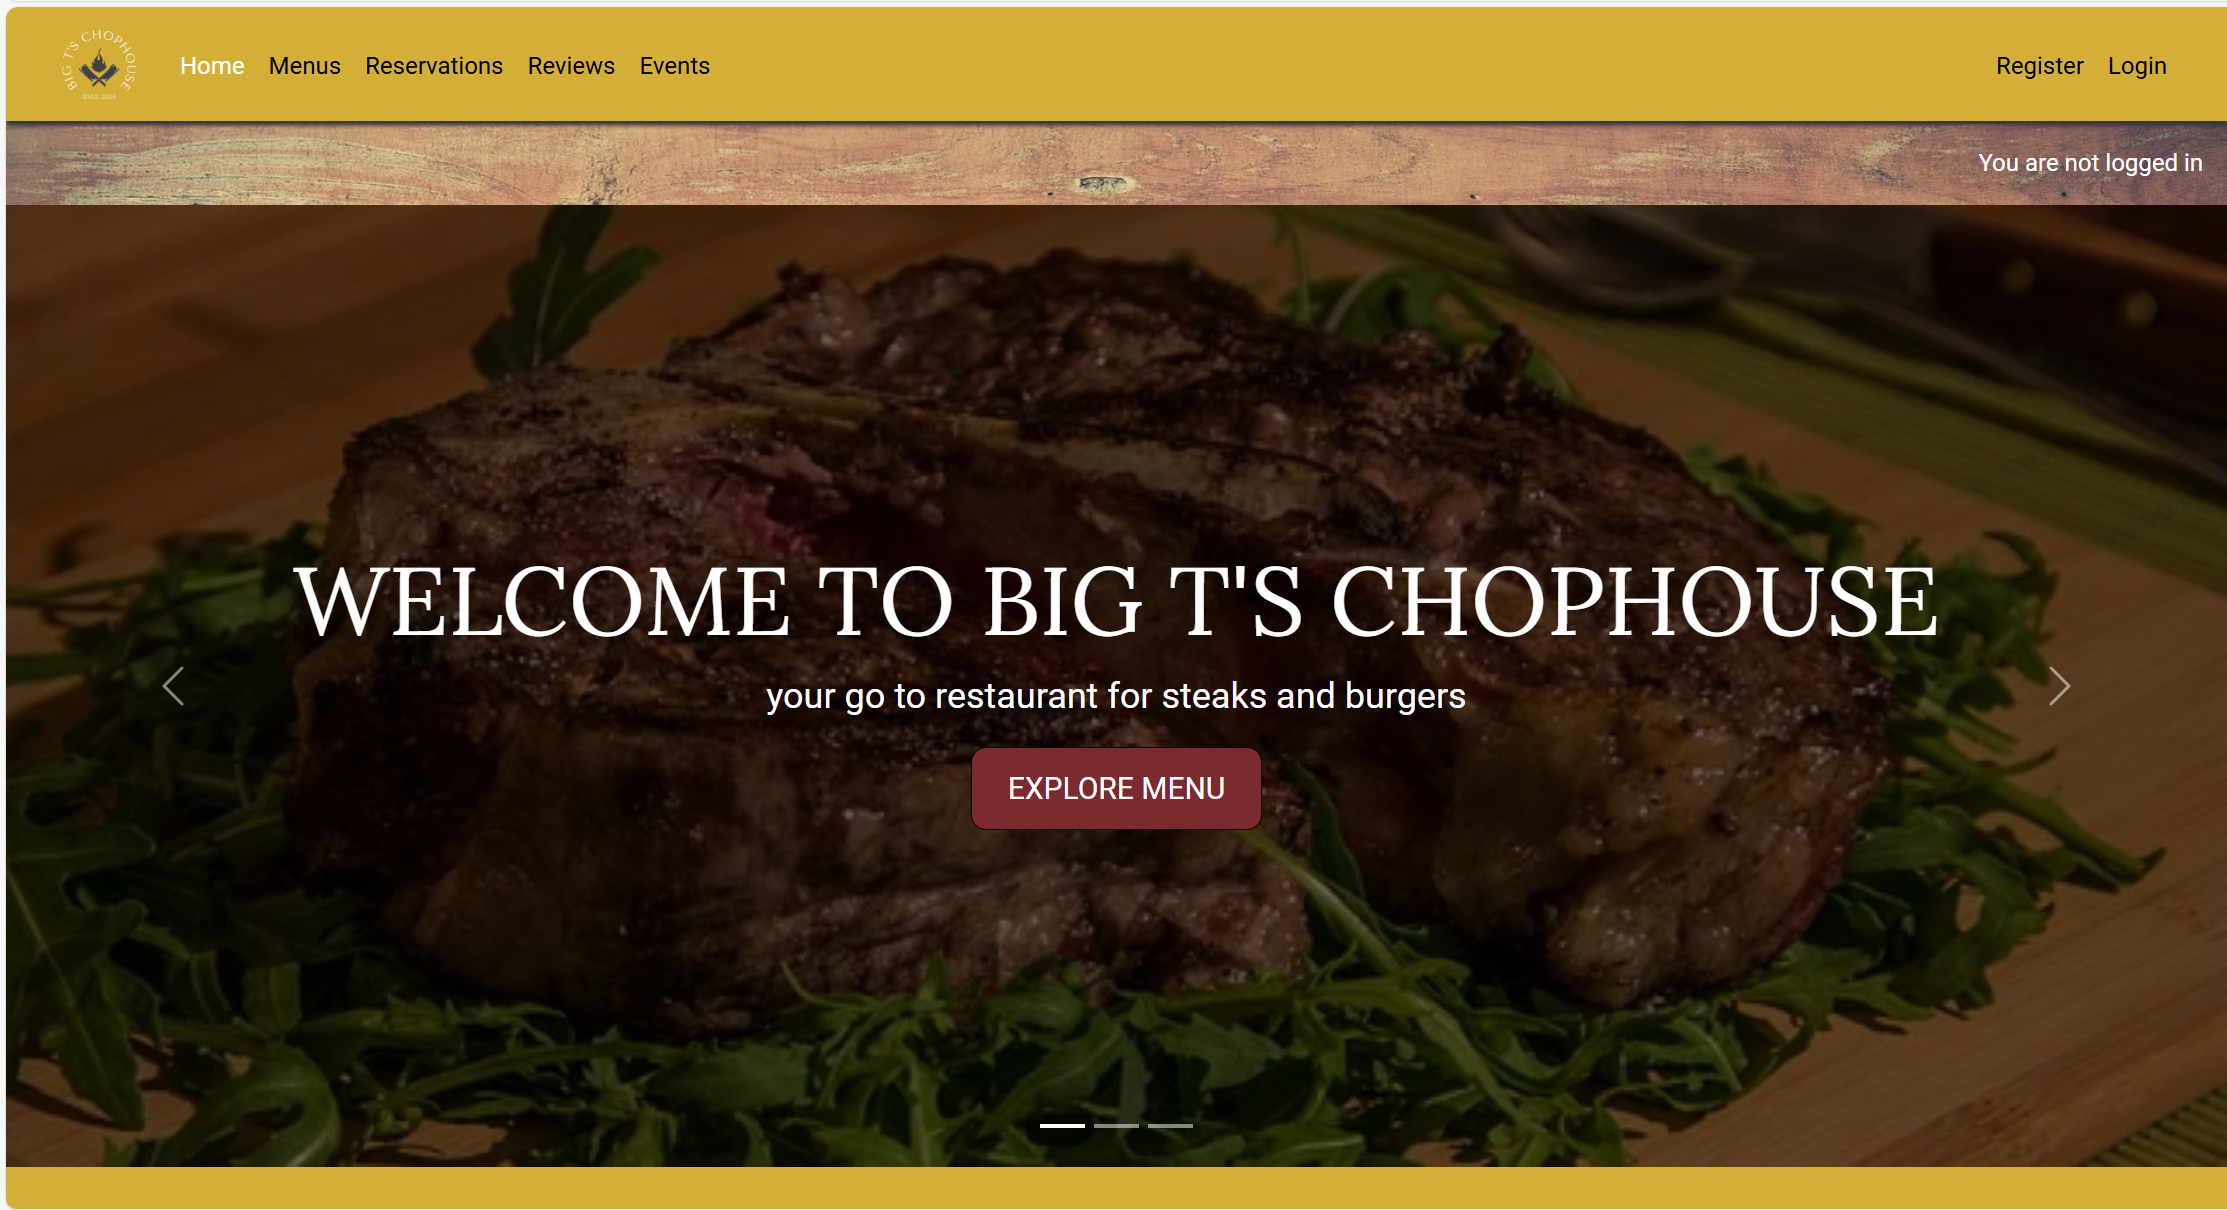 BIG T'S CHOPHOUSE
SINCE 2024
Home Menus Reservations Reviews Events Register Login
You are not logged in
WELCOME TO BIG T'S CHOPHOUSE
your go to restaurant for steaks and burgers
EXPLORE MENU